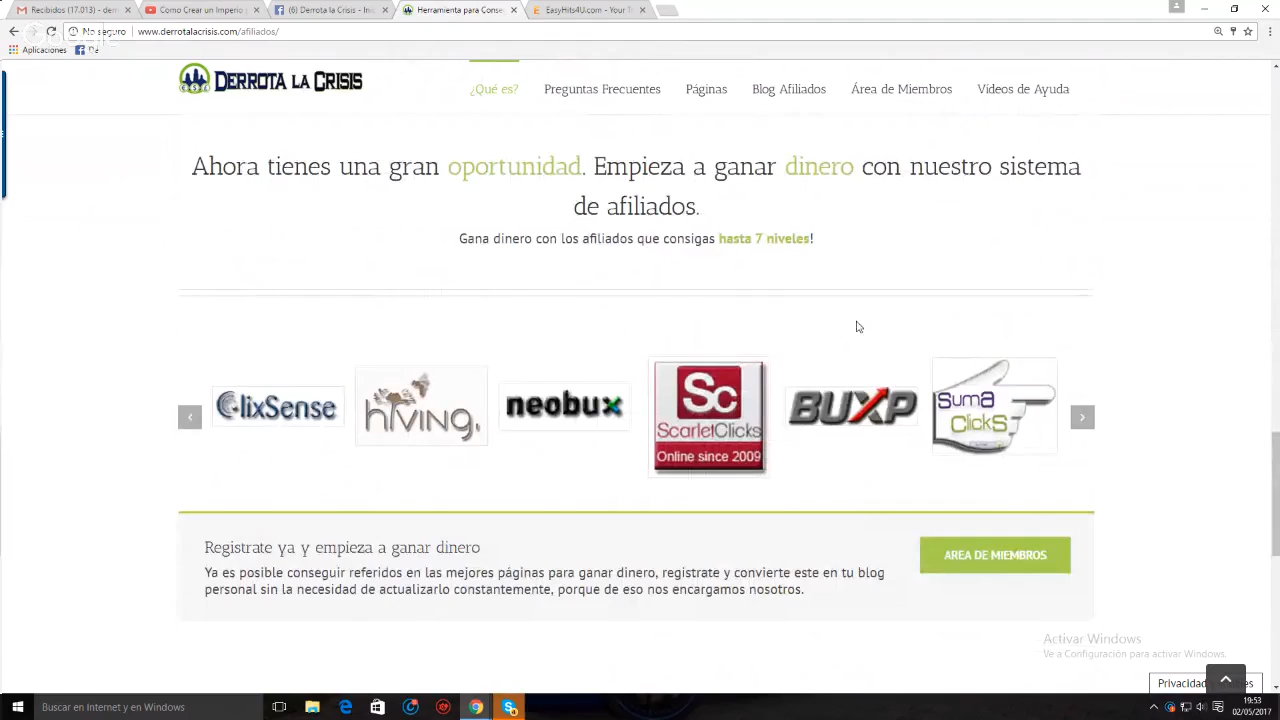 Recibidos (17.013) - dem
Como Crear un Imperio
(6) Derrota la Crisis - Inic
Herramienta para Conse
EasyHits4U.com - Your T
No seguro
www.derrotalacrisis.com/afiliados/
Aplicaciones
DERROTA LA CRISIS
¿Qué es?
Preguntas Frecuentes
Páginas
Blog Afiliados
Área de Miembros
Vídeos de Ayuda
Ahora tienes una gran oportunidad. Empieza a ganar dinero con nuestro sistema
de afiliados.
Gana dinero con los afiliados que consigas hasta 7 niveles!
ClixSense
hiving.
neobux
Sc
ScarletClicks
Online since 2009
BUXP
Suma
Clicks
Registrate ya y empieza a ganar dinero
Ya es posible conseguir referidos en las mejores páginas para ganar dinero, registrate y convierte este en tu blog
personal sin la necesidad de actualizarlo constantemente, porque de eso nos encargamos nosotros.
AREA DE MIEMBROS
Activar Windows
Ve a Configuración para activar Windows.
Privacidad
Buscar en Internet y en Windows
19:53
02/05/2017